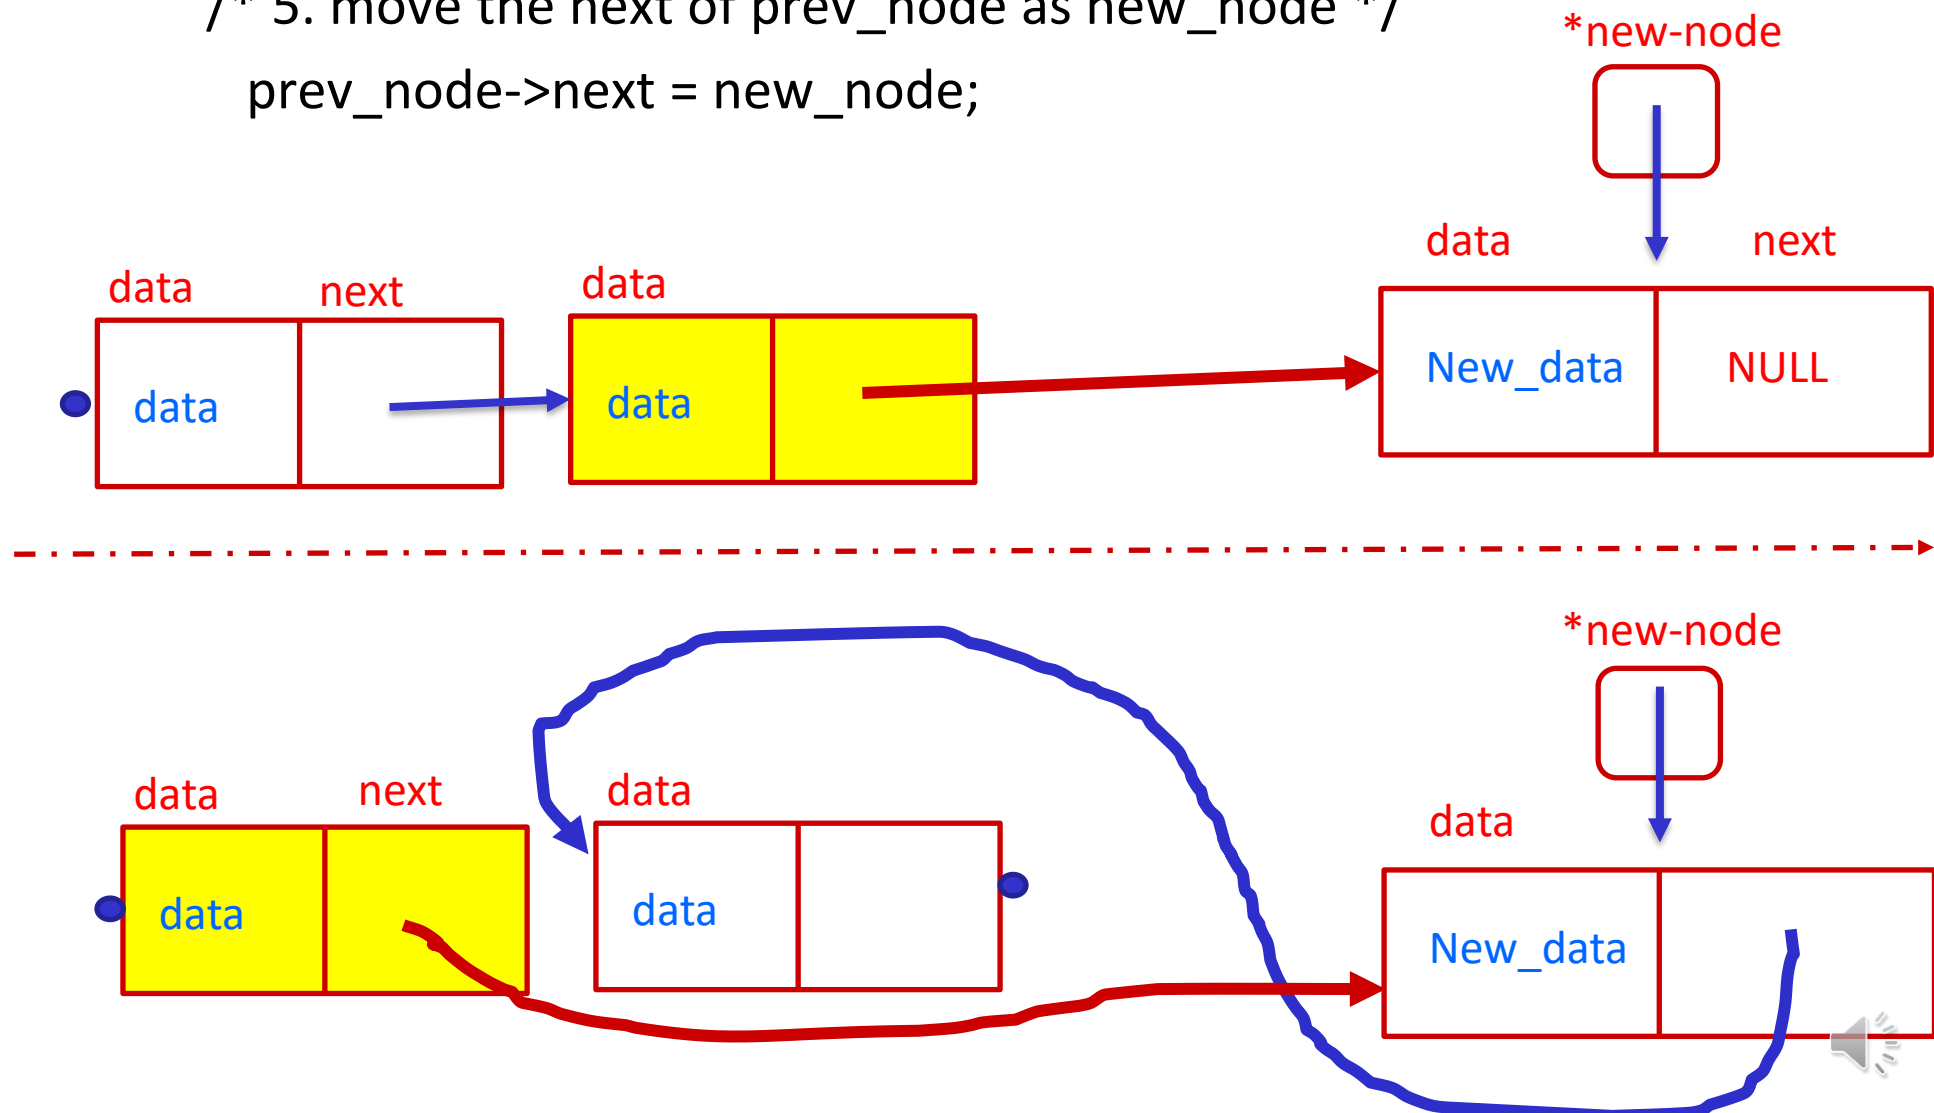 /* 5. move the next of prev_node as new_node */
prev_node->next = new_node;
*new-node
data next
data next data
New_data NULL
data data
*new-node
data next data
data
data data
New_data